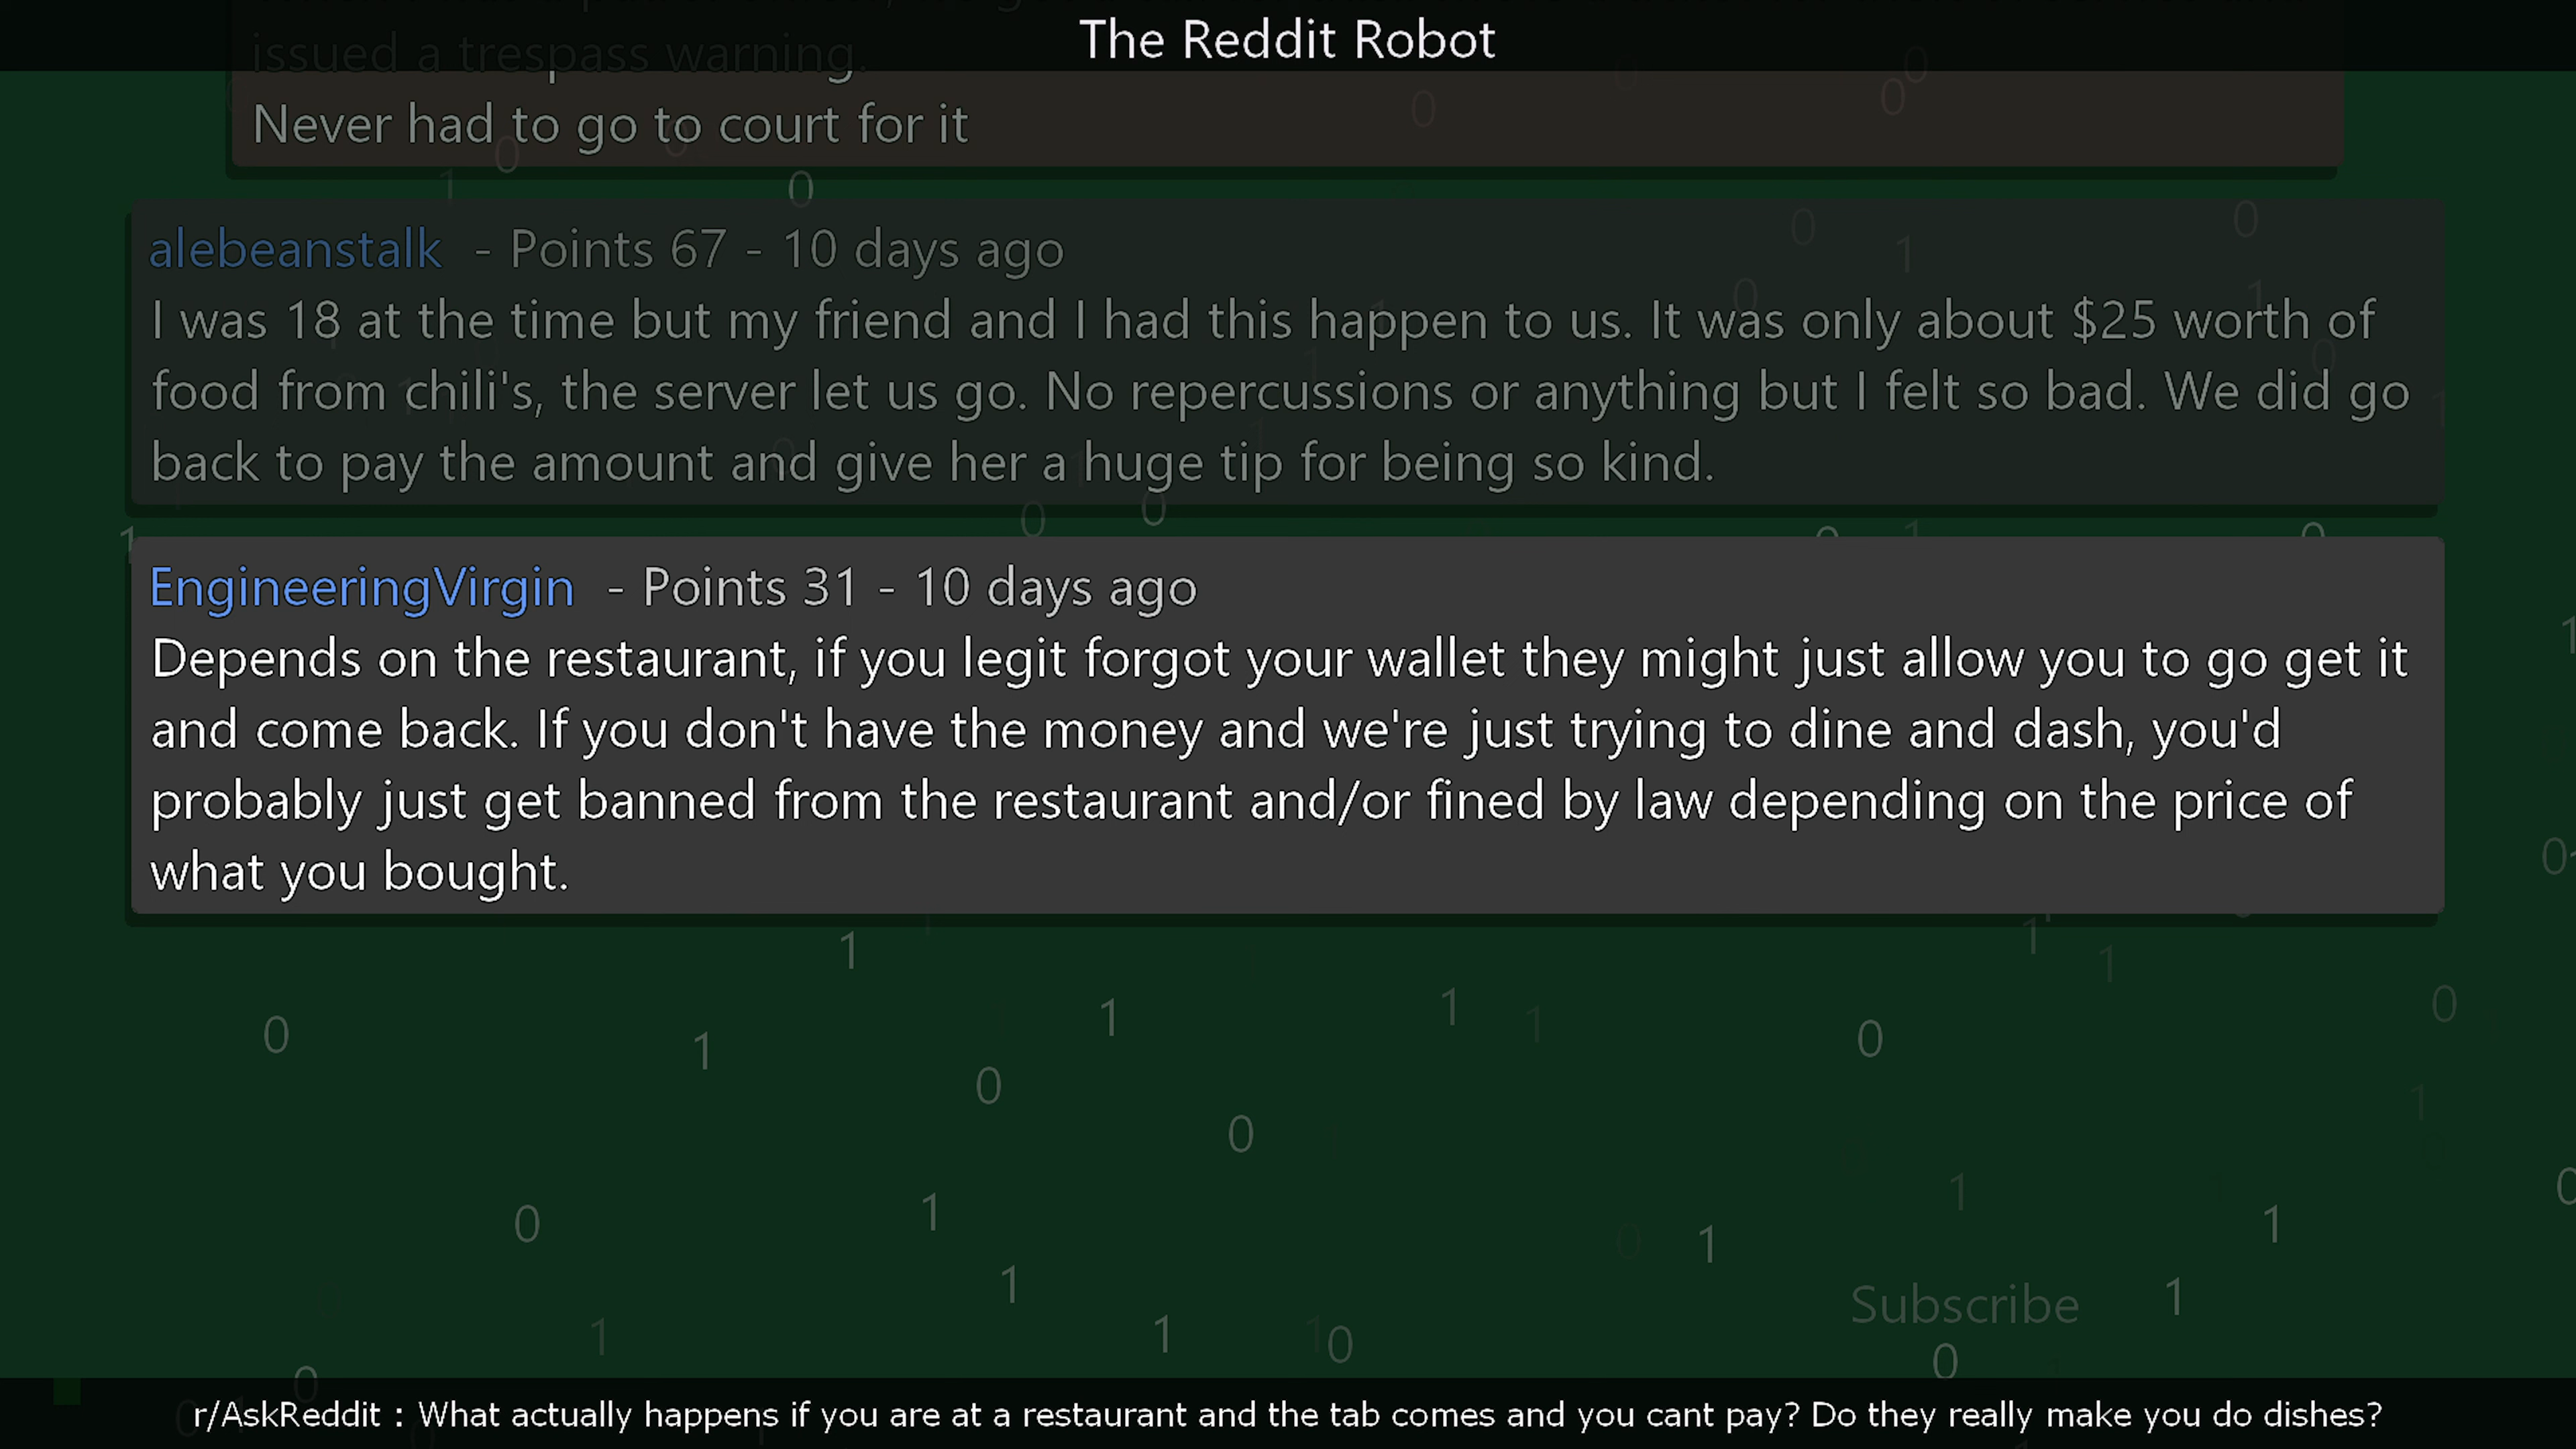 The Reddit Robot
issued a trespass warning.
Never had to go to court for it
alebeanstalk - Points 67 - 10 days ago
I was 18 at the time but my friend and I had this happen to us. It was only about $25 worth of
food from chili's, the server let us go. No repercussions or anything but I felt so bad. We did go
back to pay the amount and give her a huge tip for being so kind.
EngineeringVirgin - Points 31 - 10 days ago
Depends on the restaurant, if you legit forgot your wallet they might just allow you to go get it
and come back. If you don't have the money and we're just trying to dine and dash, you'd
probably just get banned from the restaurant and/or fined by law depending on the price of
what you bought.
Subscribe
r/AskReddit : What actually happens if you are at a restaurant and the tab comes and you cant pay? Do they really make you do dishes?